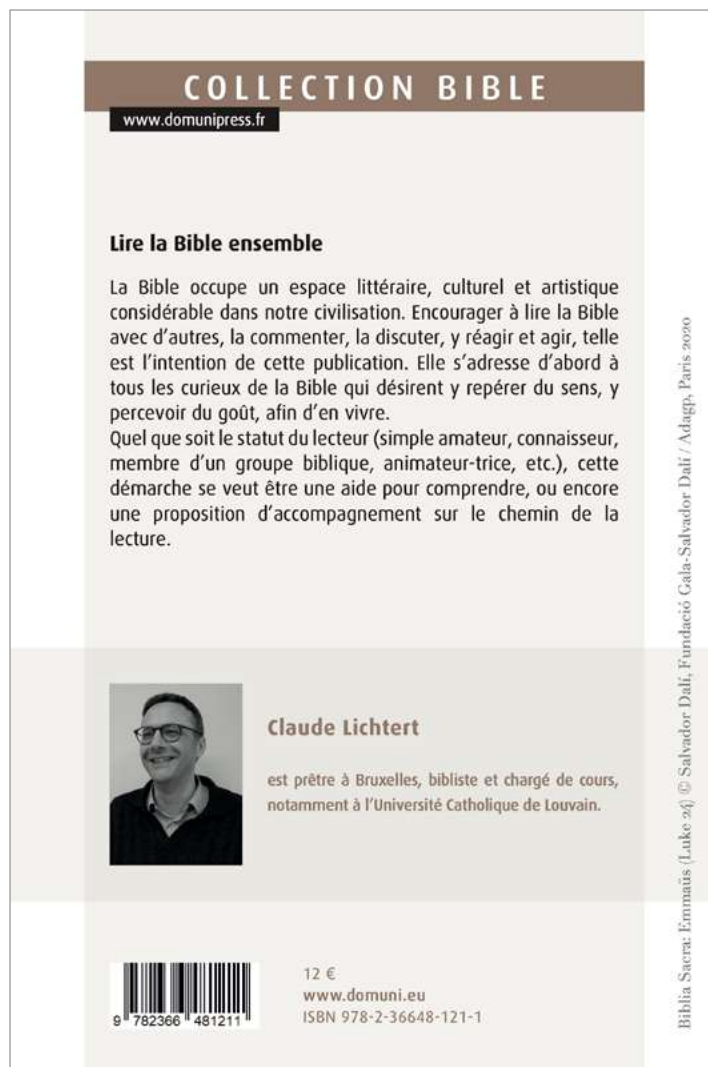 COLLECTION BIBLE
www.domunipress.fr
Lire la Bible ensemble
La Bible occupe un espace littéraire, culturel et artistique
considérable dans notre civilisation. Encourager à lire la Bible
avec d'autres, la commenter, la discuter, y réagir et agir, telle
est l'intention de cette publication. Elle s'adresse d'abord à
tous les curieux de la Bible qui désirent y repérer du sens, y
percevoir du goût, afin d'en vivre.
Quel que soit le statut du lecteur (simple amateur, connaisseur,
membre d'un groupe biblique, animateur-trice, etc.), cette
démarche se veut être une aide pour comprendre, ou encore
une proposition d'accompagnement sur le chemin de la
lecture.
Claude Lichtert
est prêtre à Bruxelles, bibliste et chargé de cours,
notamment à l'Université Catholique de Louvain.
9 782366 481211
12 €
www.domuni.eu
ISBN 978-2-36648-121-1
Biblia Sacra: Emmaüs (Luke 24) © Salvador Dalí, Fundació Gala-Salvador Dalí / Adagp, Paris 2020